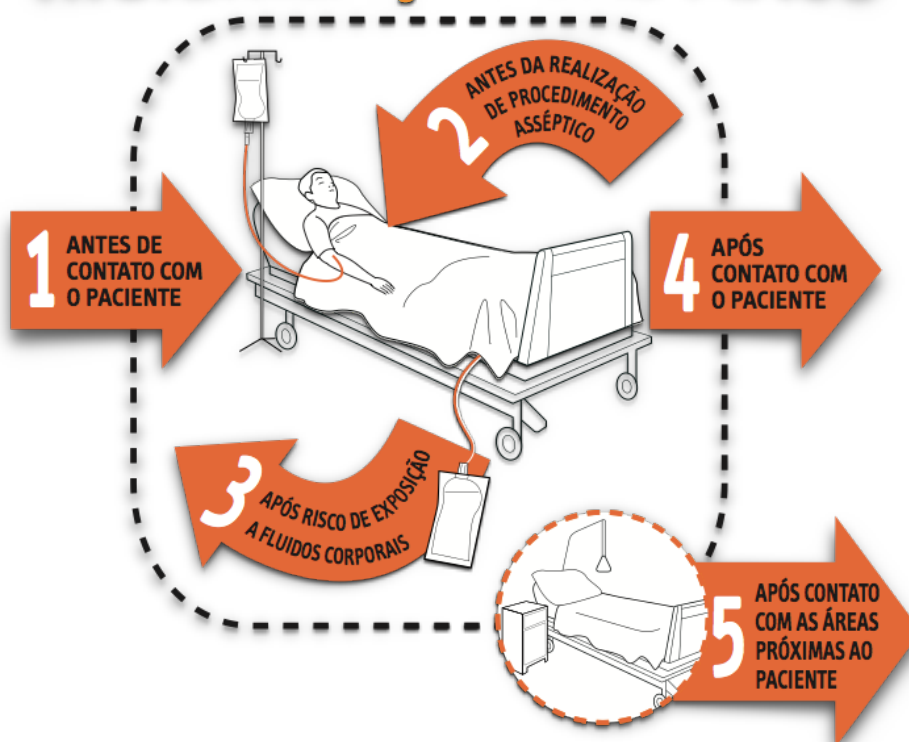 1 ANTES DE
CONTATO COM
O PACIENTE
2 ANTES DA REALIZAÇÃO
DE PROCEDIMENTO
ASSÉPTICO
3 APÓS RISCO DE EXPOSIÇÃO
A FLUIDOS CORPORAIS
4 APÓS
CONTATO COM
O PACIENTE
5 APÓS CONTATO
COM AS ÁREAS
PRÓXIMAS AO
PACIENTE